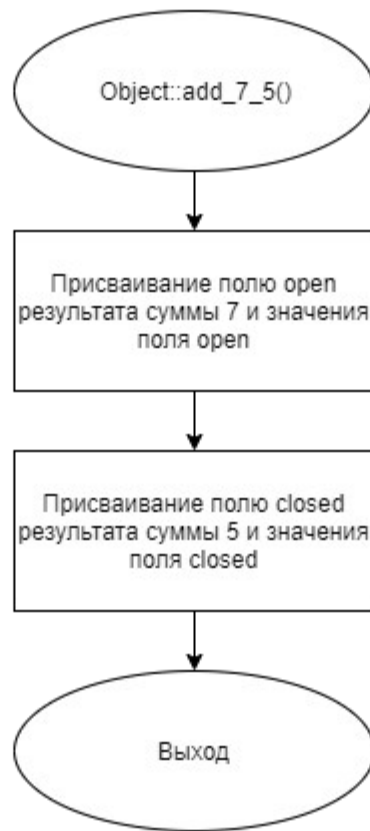 Object::add_7_5()
Присваивание полю open
результата суммы 7 и значения
поля open
Присваивание полю closed
результата суммы 5 и значения
поля closed
Выход